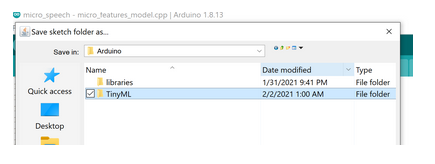 micro_speech - micro_features_model.cpp | Arduino 1.8.13
Save sketch folder as...
Save in: Arduino
Name Date modified Type
libraries 1/31/2021 9:41 PM File folder
TinyML 2/2/2021 1:00 AM File folder
Quick access
Desktop